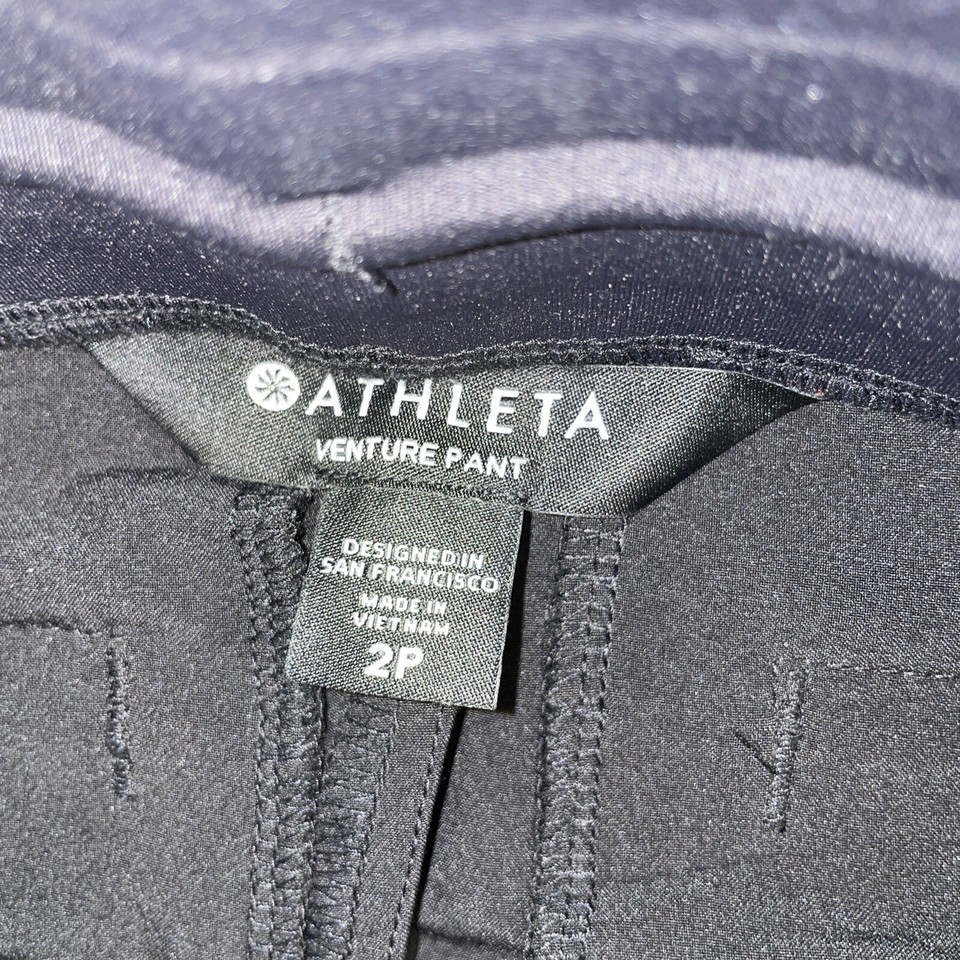 ATHLETA
VENTURE PANT
DESIGNED IN
SAN FRANCISCO
MADE IN
VIETNAM
2P